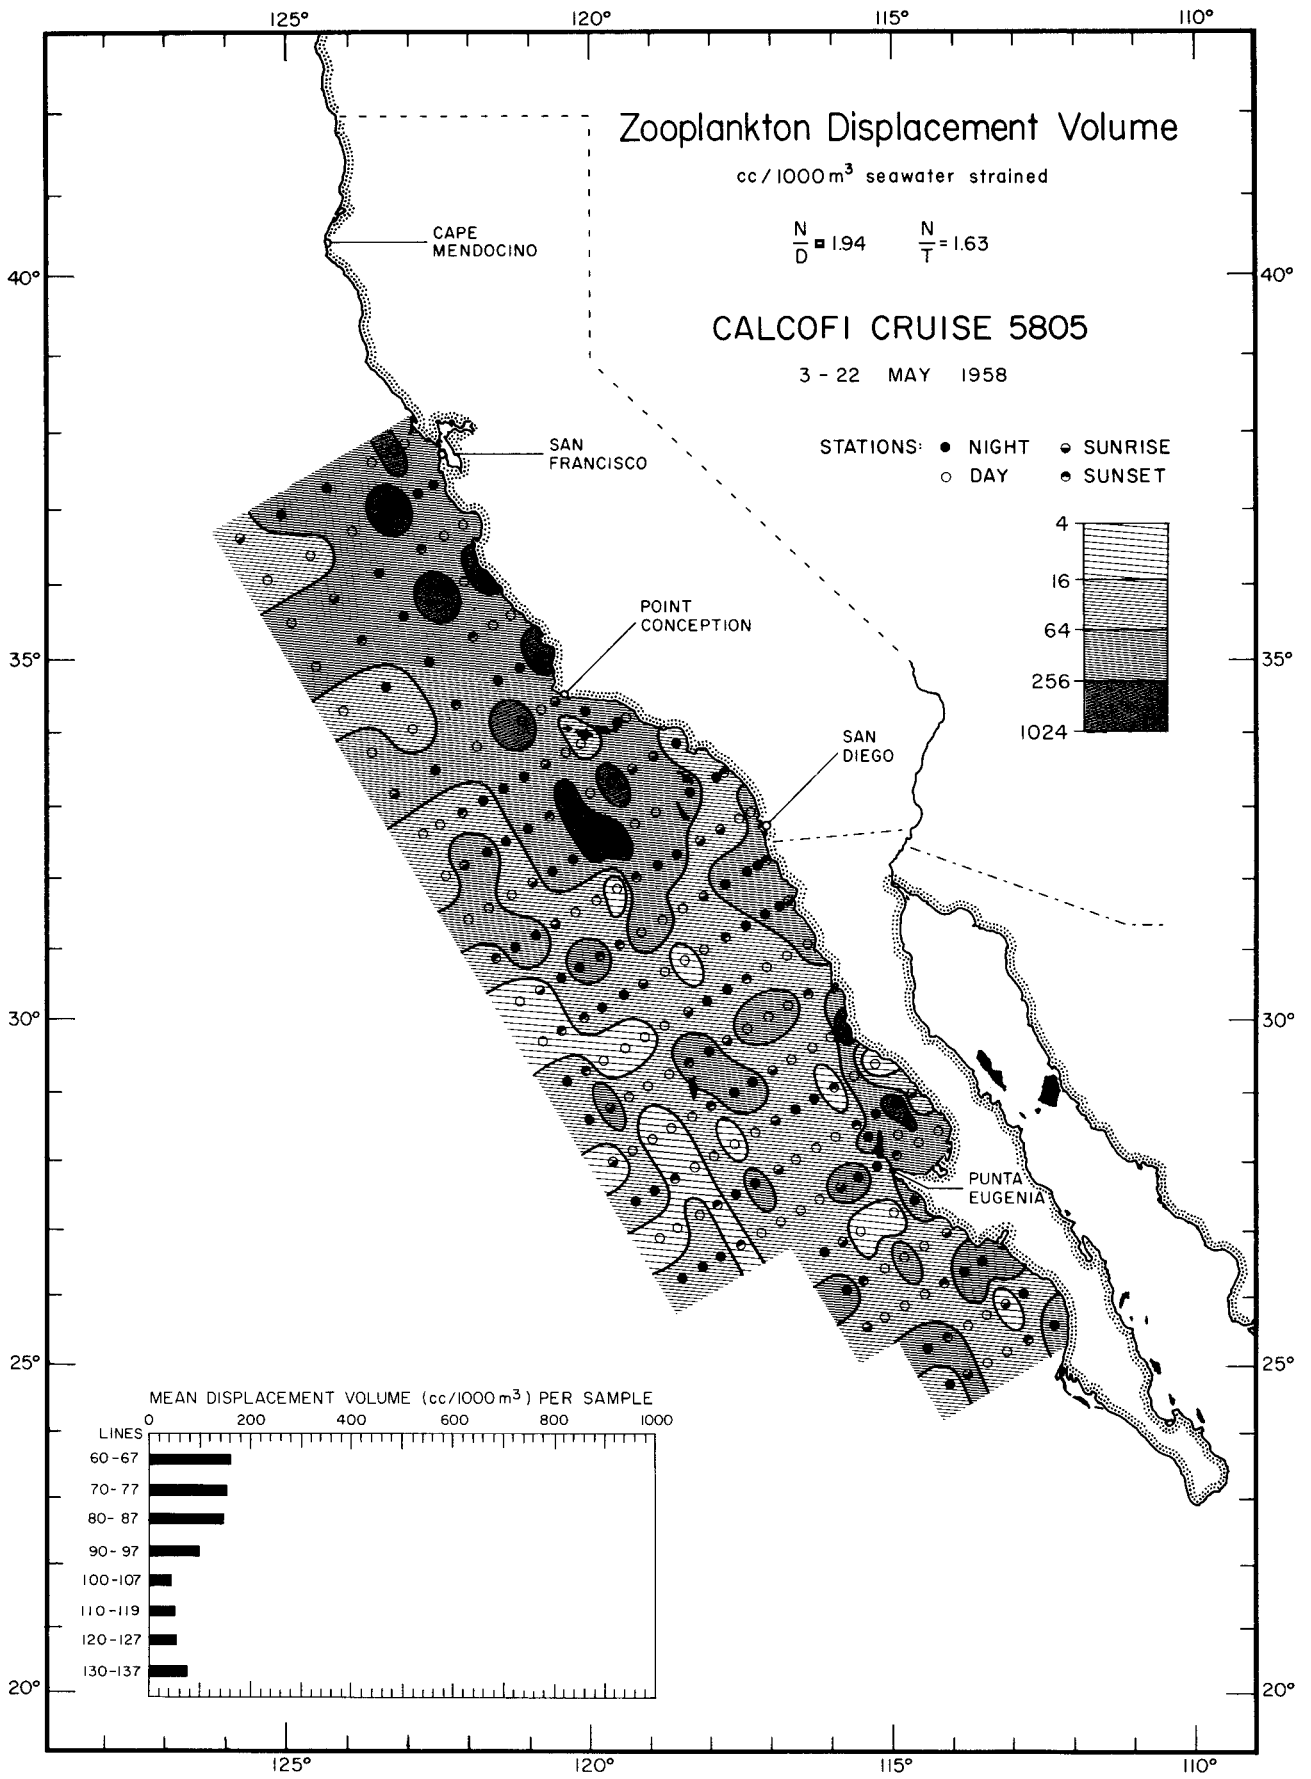 125° 120° 115° 110°
Zooplankton Displacement Volume
cc/1000m³ seawater strained
N/D = 1.94 N/T = 1.63
CAPE
MENDOCINO
40° 40°
CALCOFI CRUISE 5805
3 - 22 MAY 1958
STATIONS: NIGHT SUNRISE
DAY SUNSET
SAN
FRANCISCO
4
16
64
256
1024
POINT
CONCEPTION
35° 35°
SAN
DIEGO
30° 30°
PUNTA
EUGENIA
25° 25°
MEAN DISPLACEMENT VOLUME (cc/1000m³) PER SAMPLE
0 200 400 600 800 1000
LINES
60-67
70-77
80-87
90-97
100-107
110-119
120-127
130-137
20° 20°
125° 120° 115° 110°